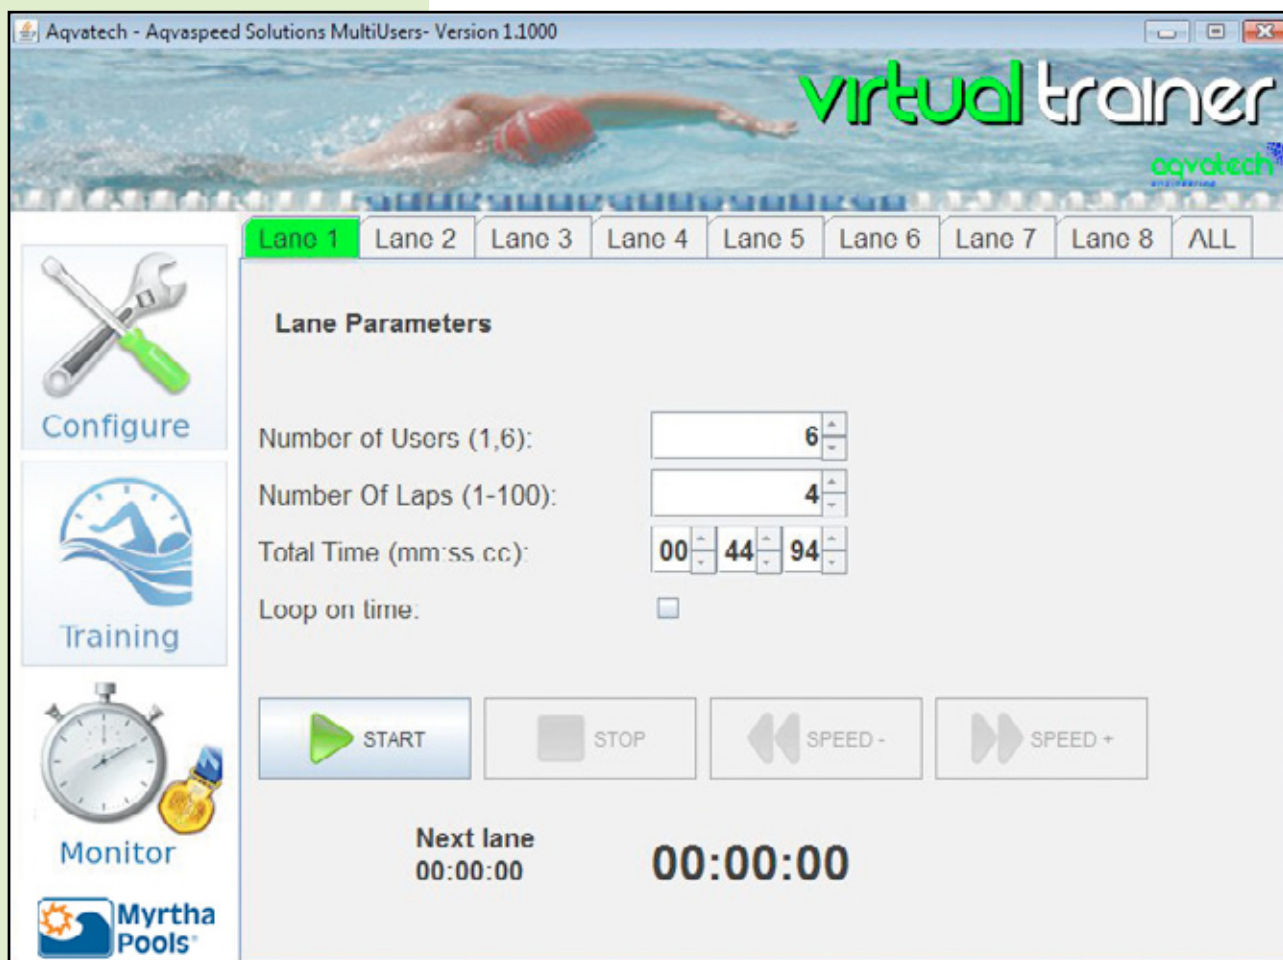 Aqvatech - Aqvaspeed Solutions MultiUsers- Version 1.1000
virtual trainer
aqvatech
engineering
Lane 1 Lane 2 Lane 3 Lane 4 Lane 5 Lane 6 Lane 7 Lane 8 ALL
Configure
Training
Monitor
Myrtha
Pools
Lane Parameters
Number of Users (1,6): 6
Number Of Laps (1-100): 4
Total Time (mm:ss.cc): 00 44 94
Loop on time:
START STOP SPEED - SPEED +
Next lane
00:00:00
00:00:00